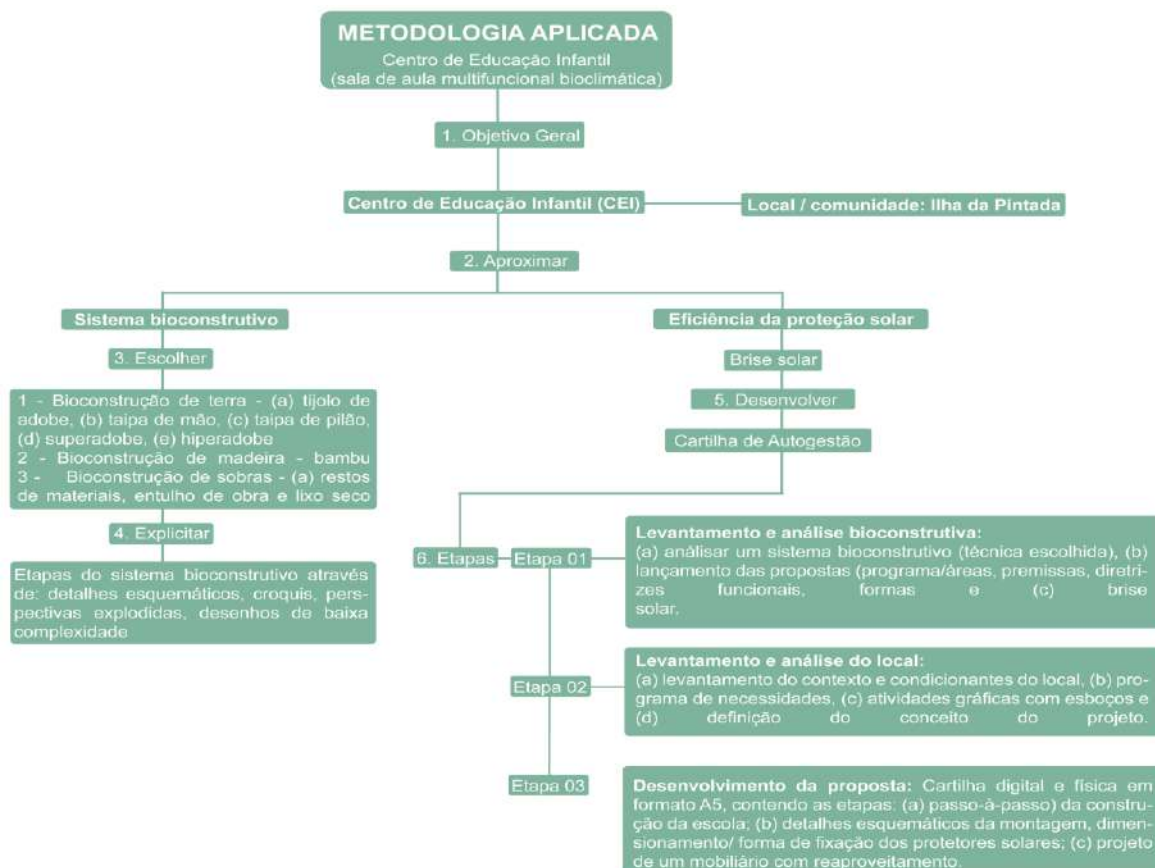 METODOLOGIA APLICADA
Centro de Educação Infantil
(sala de aula multifuncional bioclimática)
1. Objetivo Geral
Centro de Educação Infantil (CEI)
Local / comunidade: Ilha da Pintada
2. Aproximar
Sistema bioconstrutivo
3. Escolher
1 - Bioconstrução de terra - (a) tijolo de
adobe, (b) taipa de mão, (c) taipa de pilão,
(d) superadobe, (e) hiperadobe
2 - Bioconstrução de madeira - bambu
3 - Bioconstrução de sobras - (a) restos
de materiais, entulho de obra e lixo seco
4. Explicitar
Etapas do sistema bioconstrutivo através
de: detalhes esquemáticos, croquis, pers-
pectivas explodidas, desenhos de baixa
complexidade
Eficiência da proteção solar
Brise solar
5. Desenvolver
Cartilha de Autogestão
6. Etapas
Etapa 01
Levantamento e análise bioconstrutiva:
(a) análisar um sistema bioconstrutivo (técnica escolhida), (b)
lançamento das propostas (programa/áreas, premissas, diretri-
zes funcionais, formas e (c) brise
solar.
Etapa 02
Levantamento e análise do local:
(a) levantamento do contexto e condicionantes do local, (b) pro-
grama de necessidades, (c) atividades gráficas com esboços e
(d) definição do conceito do projeto.
Etapa 03
Desenvolvimento da proposta: Cartilha digital e física em
formato A5, contendo as etapas: (a) passo-à-passo) da constru-
ção da escola; (b) detalhes esquemáticos da montagem, dimen-
sionamento/ forma de fixação dos protetores solares; (c) projeto
de um mobiliário com reaproveitamento.